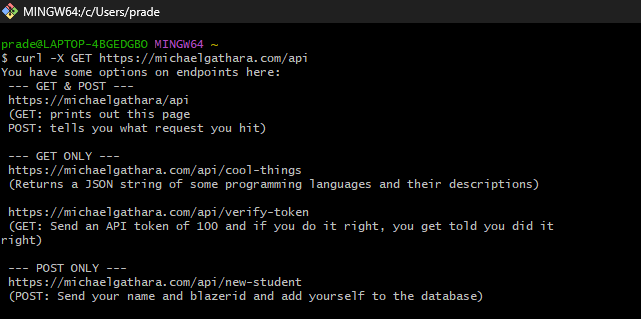 MINGW64:/c/Users/prade
prade@LAPTOP-4BGEDGBO MINGW64 ~
$ curl -X GET https://michaelgathara.com/api
You have some options on endpoints here:
--- GET & POST ---
https://michaelgathara/api
(GET: prints out this page
POST: tells you what request you hit)
--- GET ONLY ---
https://michaelgathara.com/api/cool-things
(Returns a JSON string of some programming languages and their descriptions)
https://michaelgathara.com/api/verify-token
(GET: Send an API token of 100 and if you do it right, you get told you did it
right)
--- POST ONLY ---
https://michaelgathara.com/api/new-student
(POST: Send your name and blazerid and add yourself to the database)